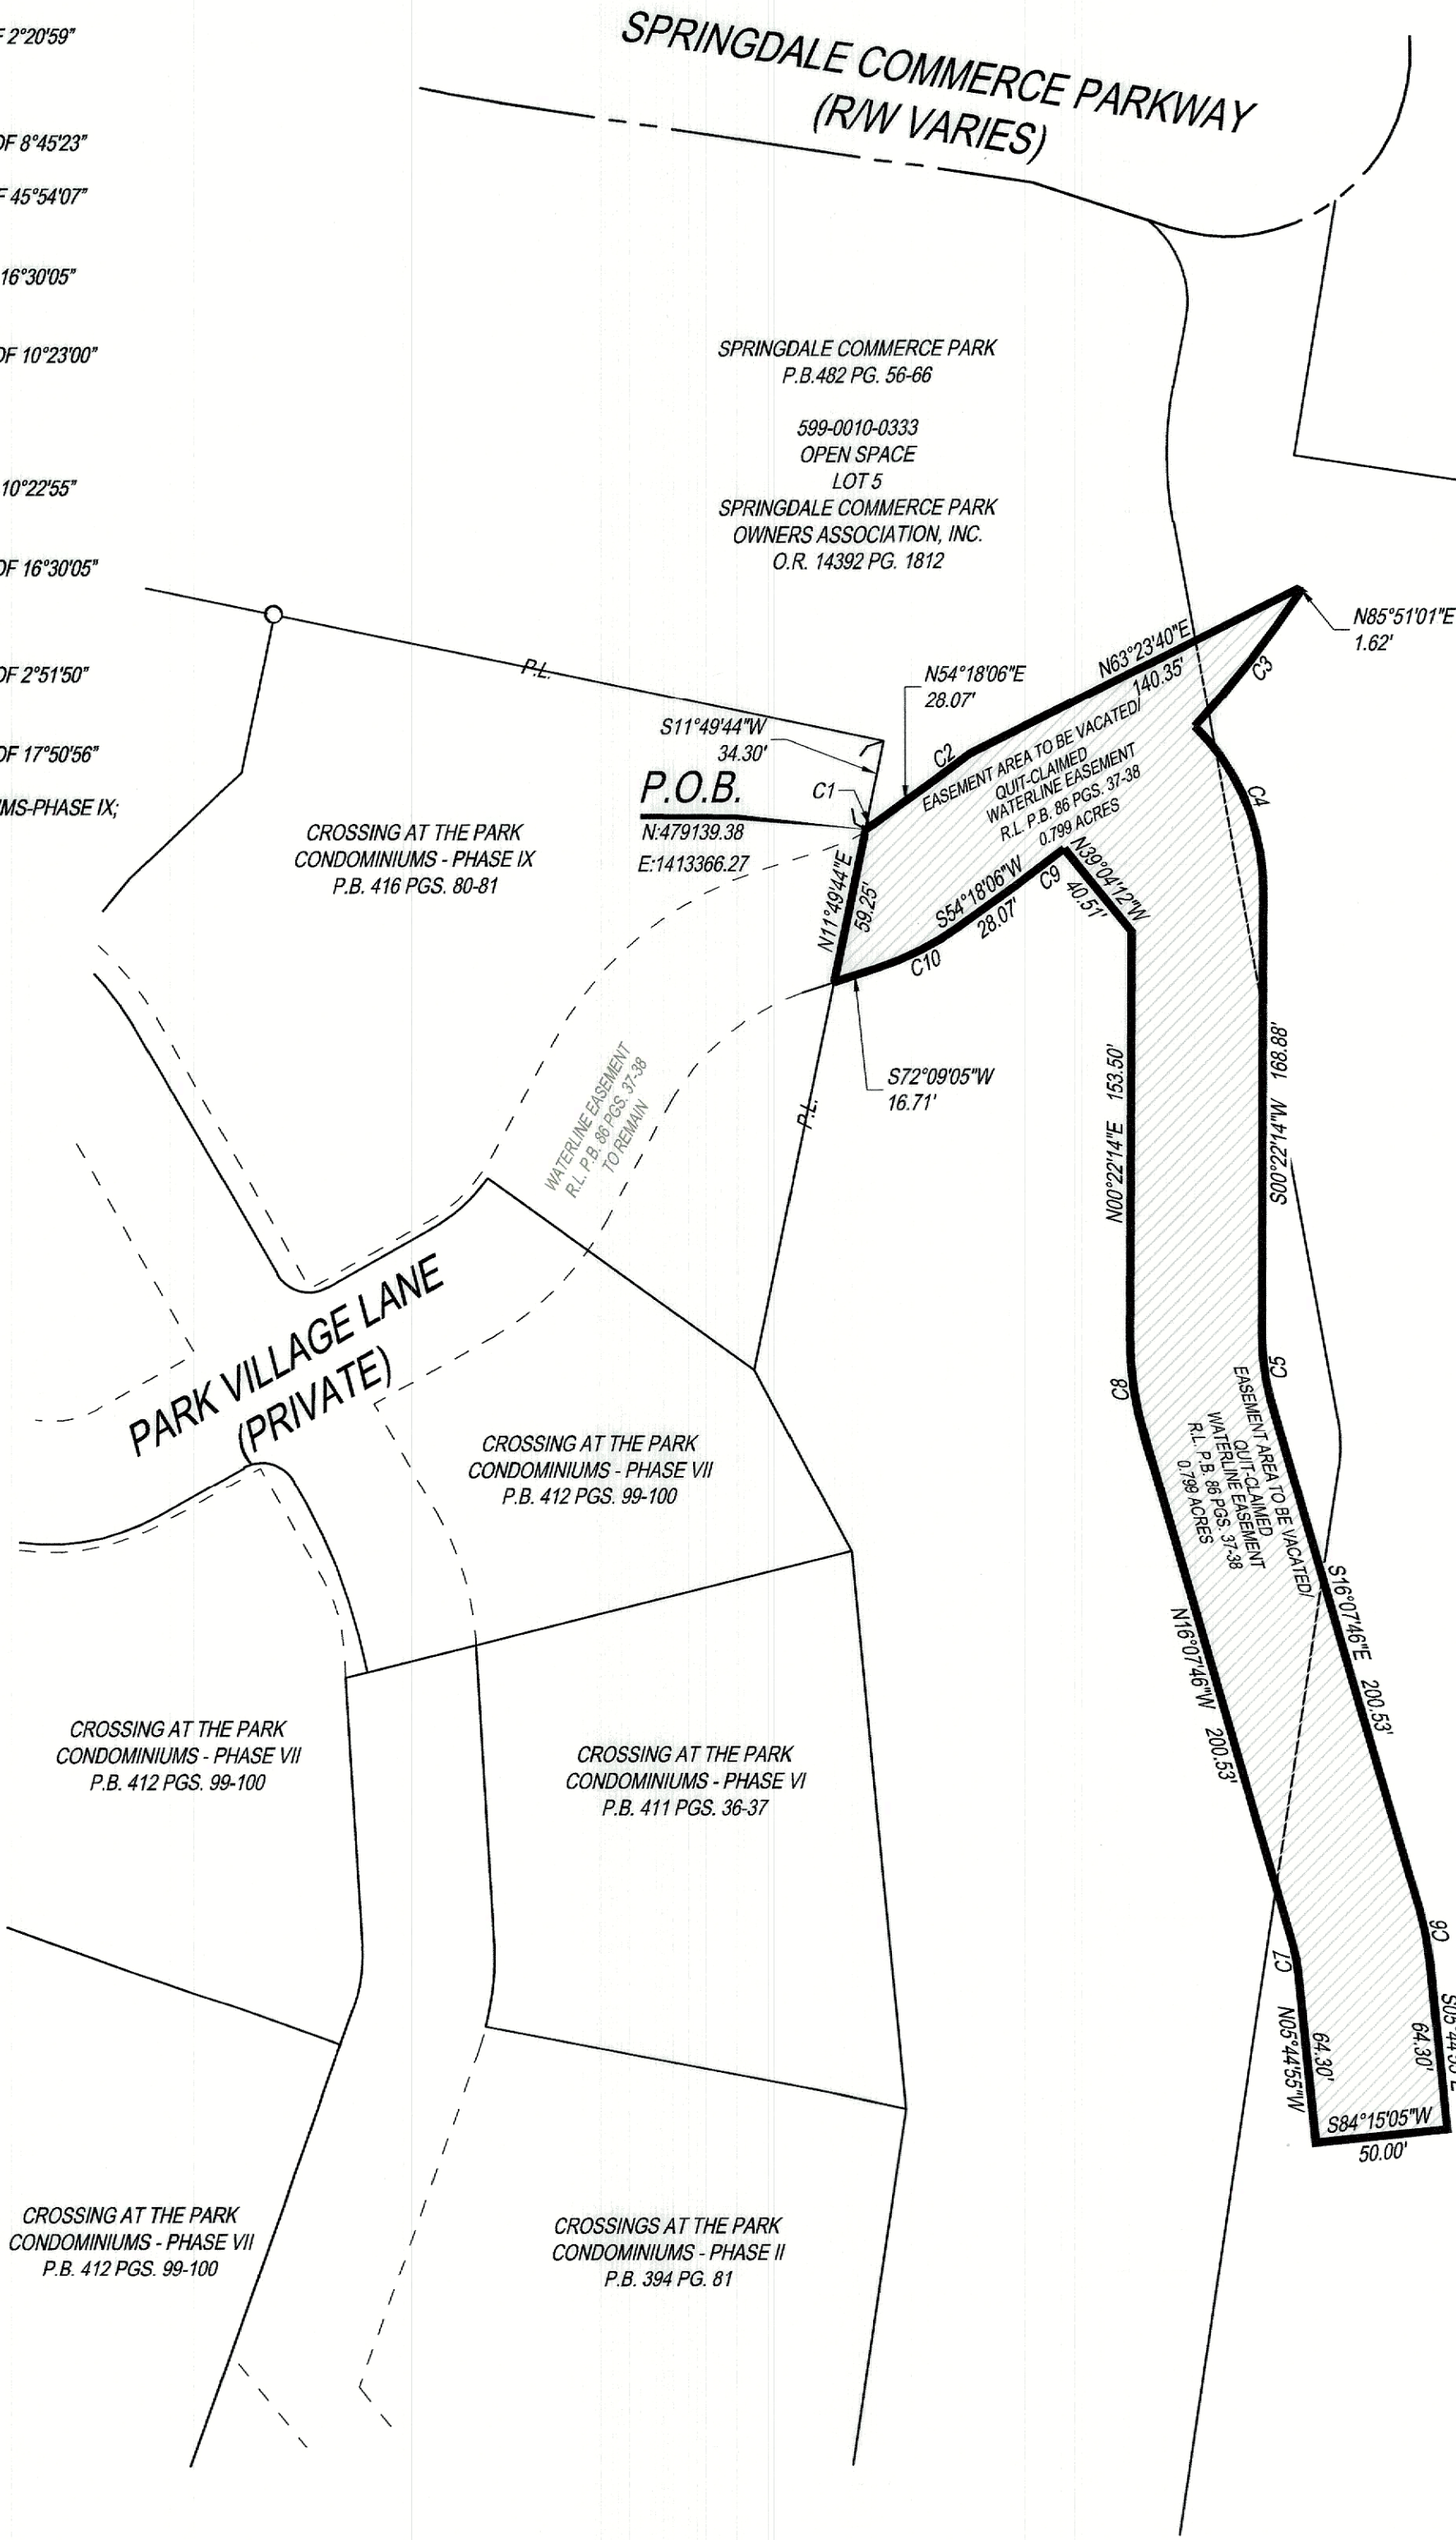 F 2°20'59"
OF 8°45'23"
F 45°54'07"
16°30'05"
OF 10°23'00"
10°22'55"
OF 16°30'05"
OF 2°51'50"
OF 17°50'56"
MS-PHASE IX;
SPRINGDALE COMMERCE PARKWAY
(R/W VARIES)
SPRINGDALE COMMERCE PARK
P.B.482 PG. 56-66
599-0010-0333
OPEN SPACE
LOT 5
SPRINGDALE COMMERCE PARK
OWNERS ASSOCIATION, INC.
O.R. 14392 PG. 1812
N85°51'01"E
1.62'
N63°23'40"E
140.35'
C3
P.L.
N54°18'06"E
28.07'
S11°49'44"W
34.30'
C2
C1
P.O.B.
N:479139.38
E:1413366.27
EASEMENT AREA TO BE VACATED/
QUIT-CLAIMED
WATERLINE EASEMENT
R.L. P.B. 86 PGS. 37-38
0.799 ACRES
C4
CROSSING AT THE PARK
CONDOMINIUMS - PHASE IX
P.B. 416 PGS. 80-81
N11°49'44"E
59.25'
S54°18'06"W
28.07'
C9
N39°04'12"W
40.51'
C10
S72°09'05"W
16.71'
P.L.
WATERLINE EASEMENT
R.L. P.B. 86 PGS. 37-38
TO REMAIN
N00°22'14"E 153.50'
S00°22'14"W 168.88'
PARK VILLAGE LANE
(PRIVATE)
C8
C5
CROSSING AT THE PARK
CONDOMINIUMS - PHASE VII
P.B. 412 PGS. 99-100
EASEMENT AREA TO BE VACATED/
QUIT-CLAIMED
WATERLINE EASEMENT
R.L. P.B. 86 PGS. 37-38
0.799 ACRES
N16°07'46"W 200.53'
S16°07'46"E 200.53'
CROSSING AT THE PARK
CONDOMINIUMS - PHASE VII
P.B. 412 PGS. 99-100
CROSSING AT THE PARK
CONDOMINIUMS - PHASE VI
P.B. 411 PGS. 36-37
C6
C7
N05°44'55"W
64.30'
64.30'
S84°15'05"W
50.00'
CROSSING AT THE PARK
CONDOMINIUMS - PHASE VII
P.B. 412 PGS. 99-100
CROSSINGS AT THE PARK
CONDOMINIUMS - PHASE II
P.B. 394 PG. 81